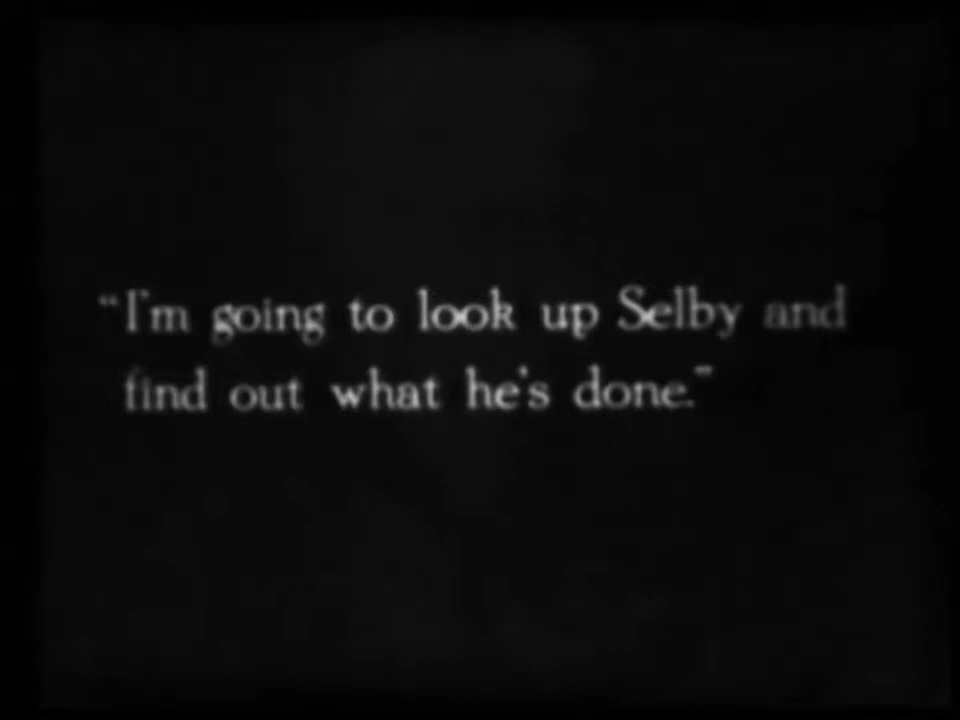 “I'm going to look up Selby and
find out what he's done.”